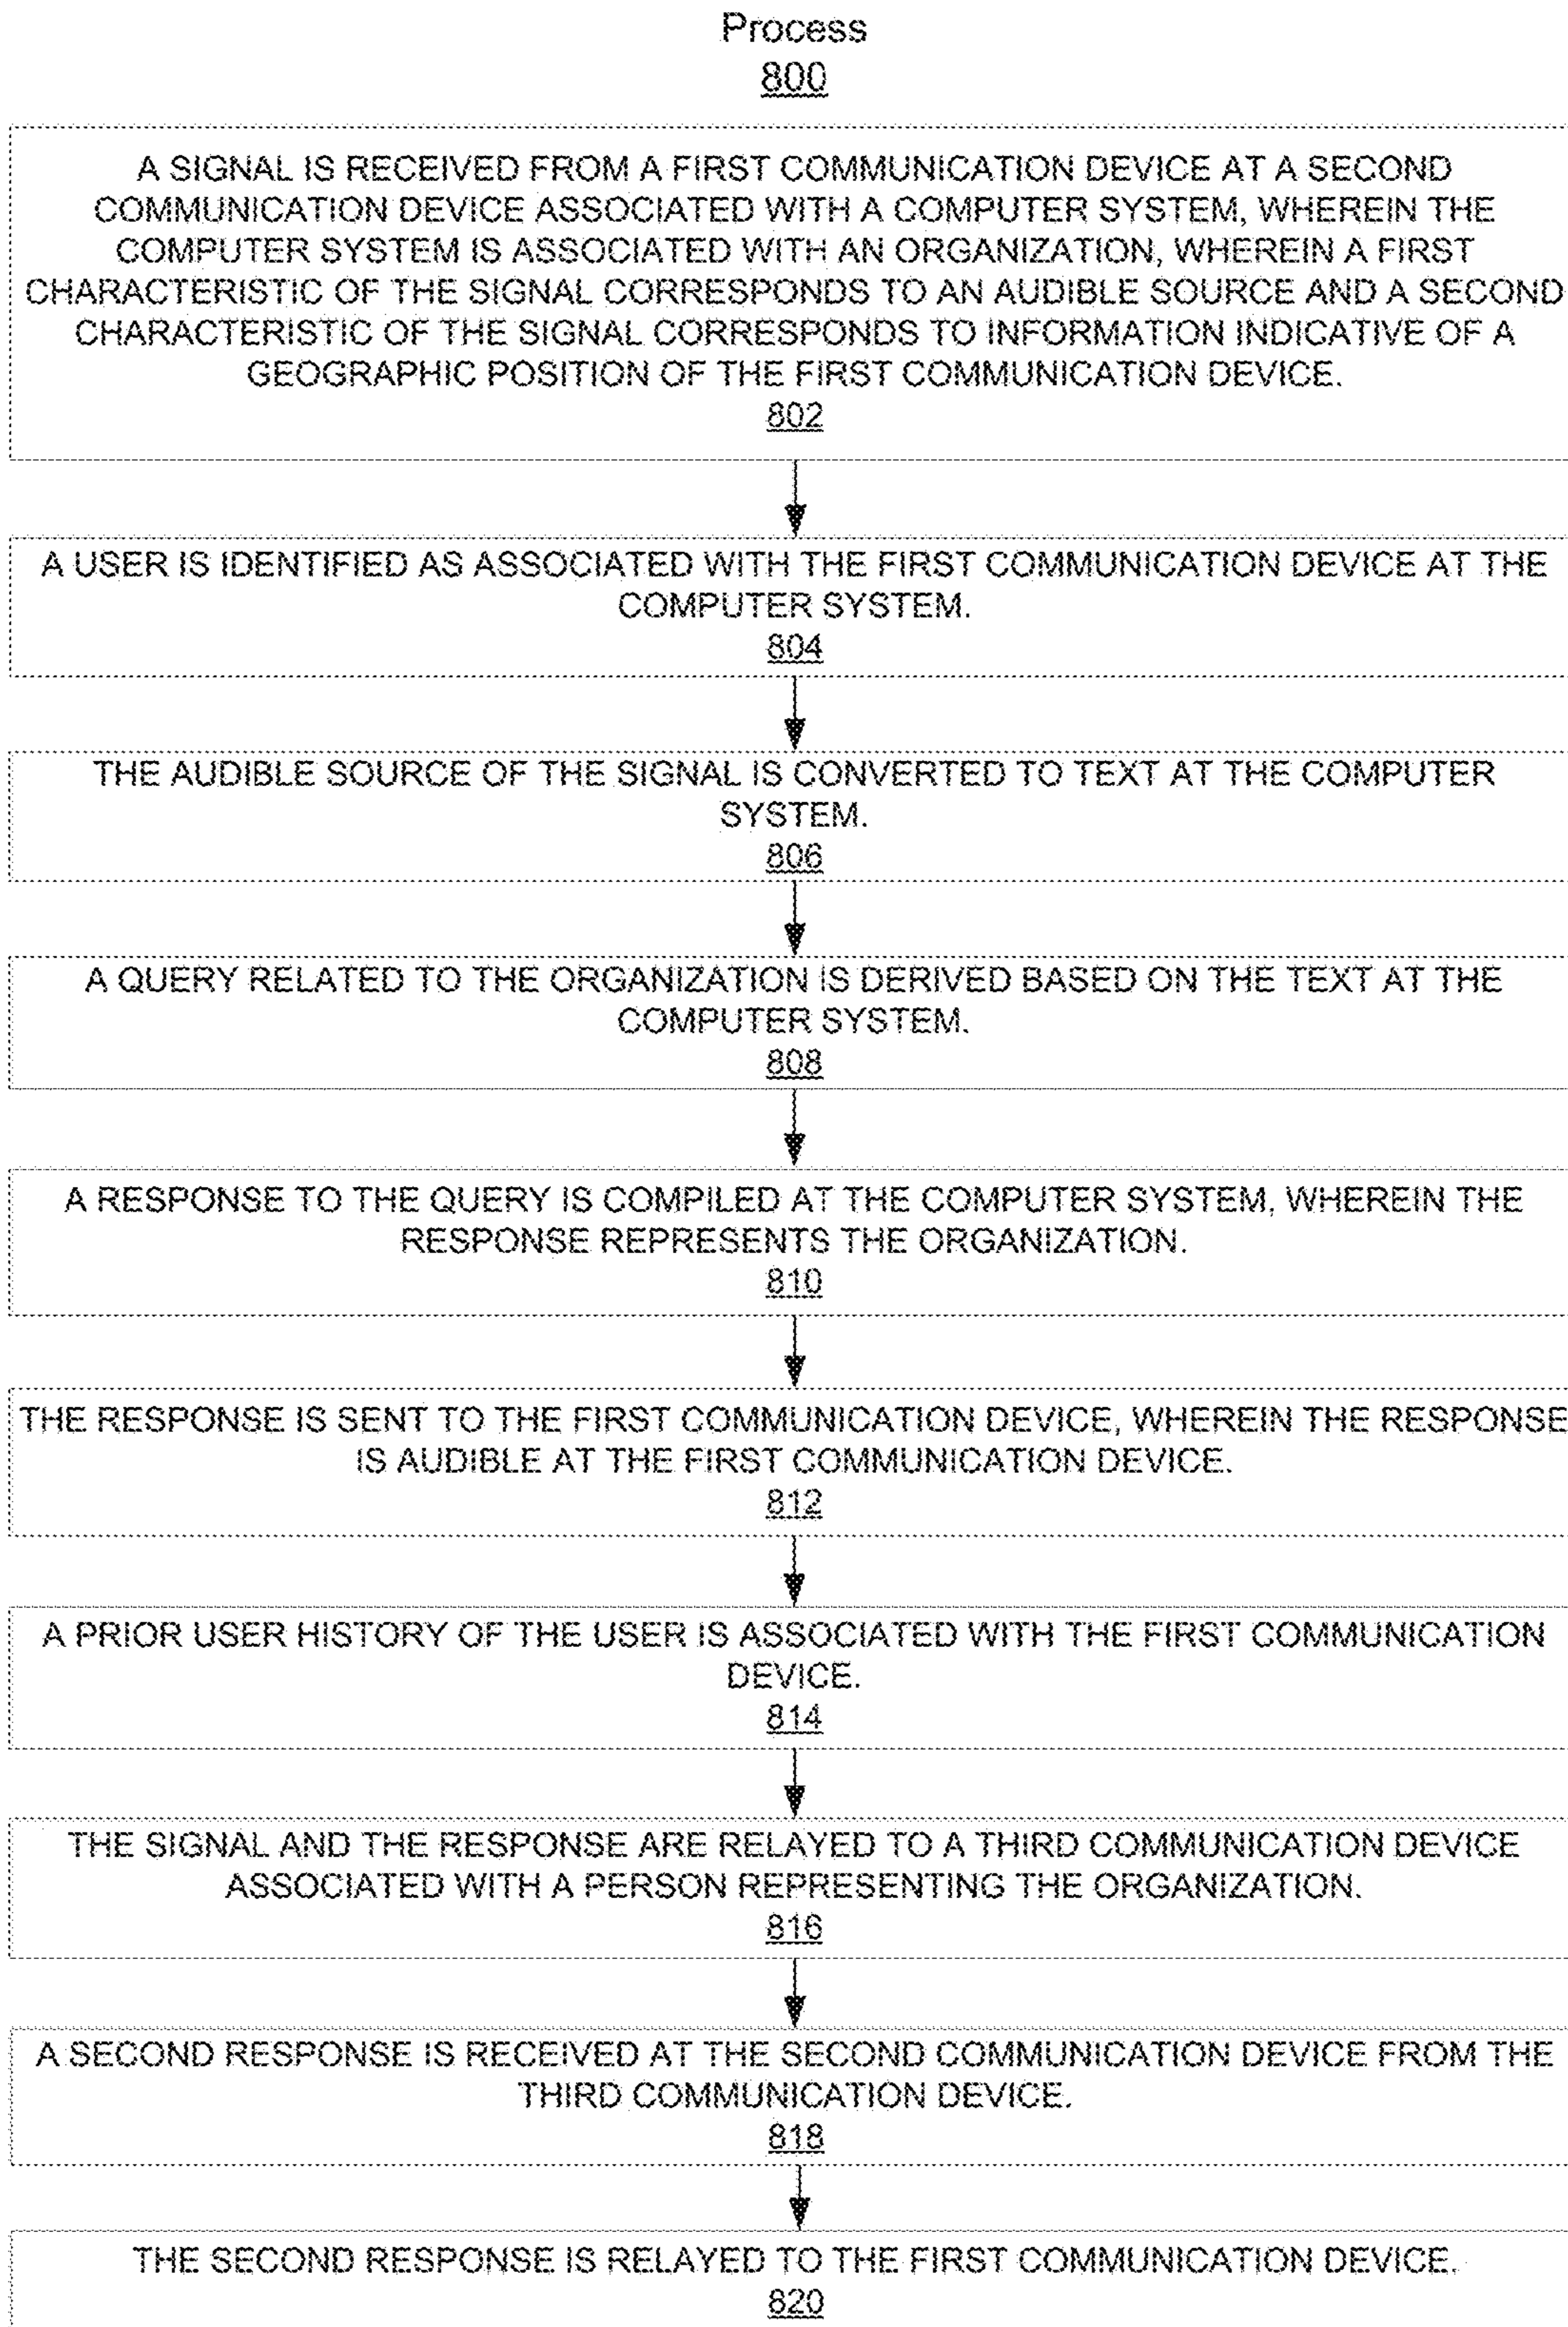 Process
800
A SIGNAL IS RECEIVED FROM A FIRST COMMUNICATION DEVICE AT A SECOND
COMMUNICATION DEVICE ASSOCIATED WITH A COMPUTER SYSTEM, WHEREIN THE
COMPUTER SYSTEM IS ASSOCIATED WITH AN ORGANIZATION, WHEREIN A FIRST
CHARACTERISTIC OF THE SIGNAL CORRESPONDS TO AN AUDIBLE SOURCE AND A SECOND
CHARACTERISTIC OF THE SIGNAL CORRESPONDS TO INFORMATION INDICATIVE OF A
GEOGRAPHIC POSITION OF THE FIRST COMMUNICATION DEVICE.
802
A USER IS IDENTIFIED AS ASSOCIATED WITH THE FIRST COMMUNICATION DEVICE AT THE
COMPUTER SYSTEM.
804
THE AUDIBLE SOURCE OF THE SIGNAL IS CONVERTED TO TEXT AT THE COMPUTER
SYSTEM.
806
A QUERY RELATED TO THE ORGANIZATION IS DERIVED BASED ON THE TEXT AT THE
COMPUTER SYSTEM.
808
A RESPONSE TO THE QUERY IS COMPILED AT THE COMPUTER SYSTEM, WHEREIN THE
RESPONSE REPRESENTS THE ORGANIZATION.
810
THE RESPONSE IS SENT TO THE FIRST COMMUNICATION DEVICE, WHEREIN THE RESPONSE
IS AUDIBLE AT THE FIRST COMMUNICATION DEVICE.
812
A PRIOR USER HISTORY OF THE USER IS ASSOCIATED WITH THE FIRST COMMUNICATION
DEVICE.
814
THE SIGNAL AND THE RESPONSE ARE RELAYED TO A THIRD COMMUNICATION DEVICE
ASSOCIATED WITH A PERSON REPRESENTING THE ORGANIZATION.
816
A SECOND RESPONSE IS RECEIVED AT THE SECOND COMMUNICATION DEVICE FROM THE
THIRD COMMUNICATION DEVICE.
818
THE SECOND RESPONSE IS RELAYED TO THE FIRST COMMUNICATION DEVICE.
820